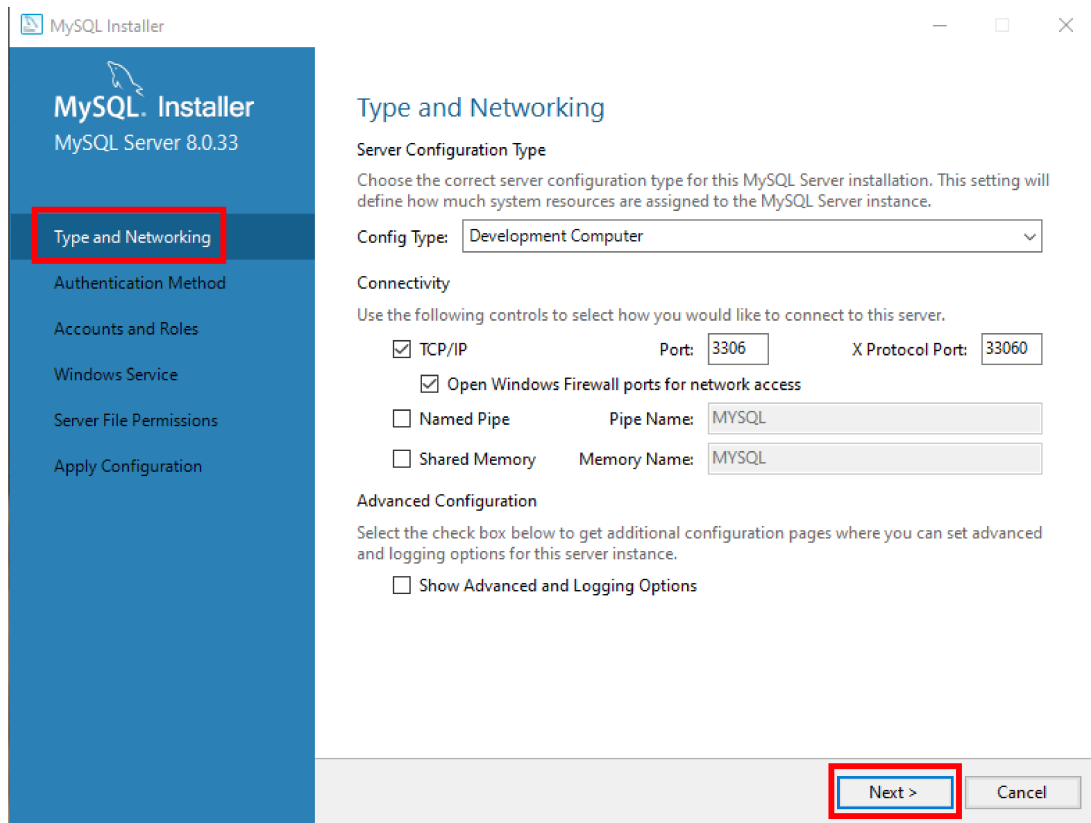 MySQL Installer
MySQL. Installer
MySQL Server 8.0.33
Type and Networking
Authentication Method
Accounts and Roles
Windows Service
Server File Permissions
Apply Configuration
Type and Networking
Server Configuration Type
Choose the correct server configuration type for this MySQL Server installation. This setting will
define how much system resources are assigned to the MySQL Server instance.
Config Type: Development Computer
Connectivity
Use the following controls to select how you would like to connect to this server.
TCP/IP Port: 3306 X Protocol Port: 33060
Open Windows Firewall ports for network access
Named Pipe Pipe Name: MYSQL
Shared Memory Memory Name: MYSQL
Advanced Configuration
Select the check box below to get additional configuration pages where you can set advanced
and logging options for this server instance.
Show Advanced and Logging Options
Next > Cancel